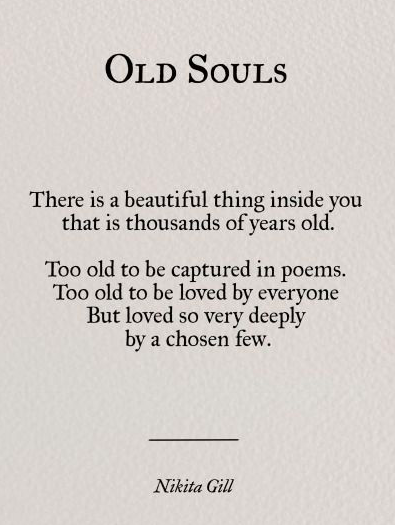 Old Souls
There is a beautiful thing inside you
that is thousands of years old.
Too old to be captured in poems.
Too old to be loved by everyone
But loved so very deeply
by a chosen few.
Nikita Gill